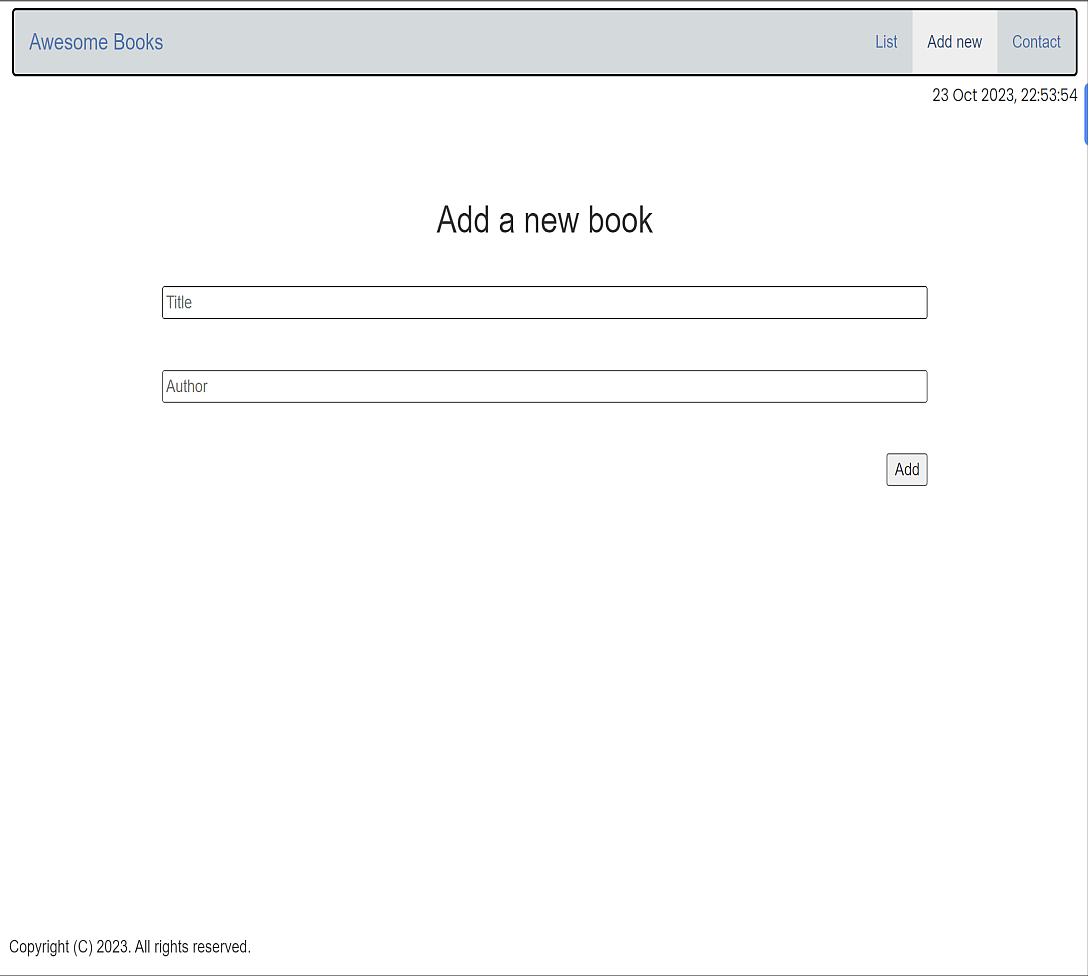 Awesome Books List Add new Contact
23 Oct 2023, 22:53:54
Add a new book
Title
Author
Add
Copyright (C) 2023. All rights reserved.